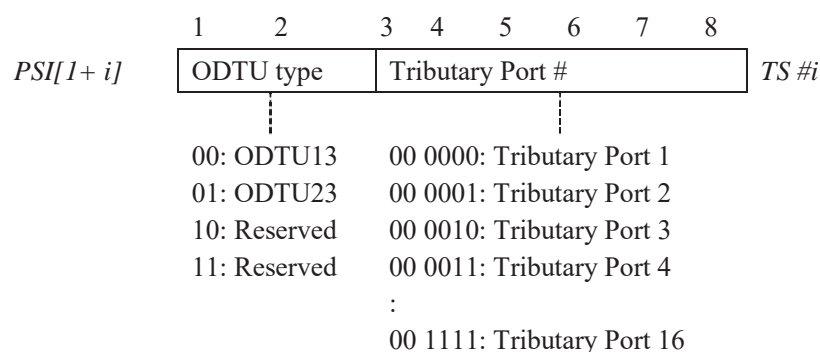 1 2 3 4 5 6 7 8
PSI[1+ i] ODTU type Tributary Port # TS #i
00: ODTU13 00 0000: Tributary Port 1
01: ODTU23 00 0001: Tributary Port 2
10: Reserved 00 0010: Tributary Port 3
11: Reserved 00 0011: Tributary Port 4
:
00 1111: Tributary Port 16